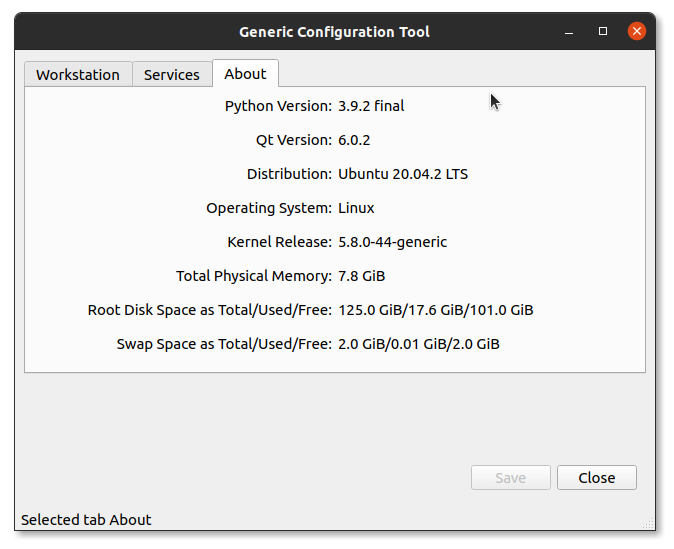 Generic Configuration Tool
Workstation Services About
Python Version: 3.9.2 final
Qt Version: 6.0.2
Distribution: Ubuntu 20.04.2 LTS
Operating System: Linux
Kernel Release: 5.8.0-44-generic
Total Physical Memory: 7.8 GiB
Root Disk Space as Total/Used/Free: 125.0 GiB/17.6 GiB/101.0 GiB
Swap Space as Total/Used/Free: 2.0 GiB/0.01 GiB/2.0 GiB
Save Close
Selected tab About